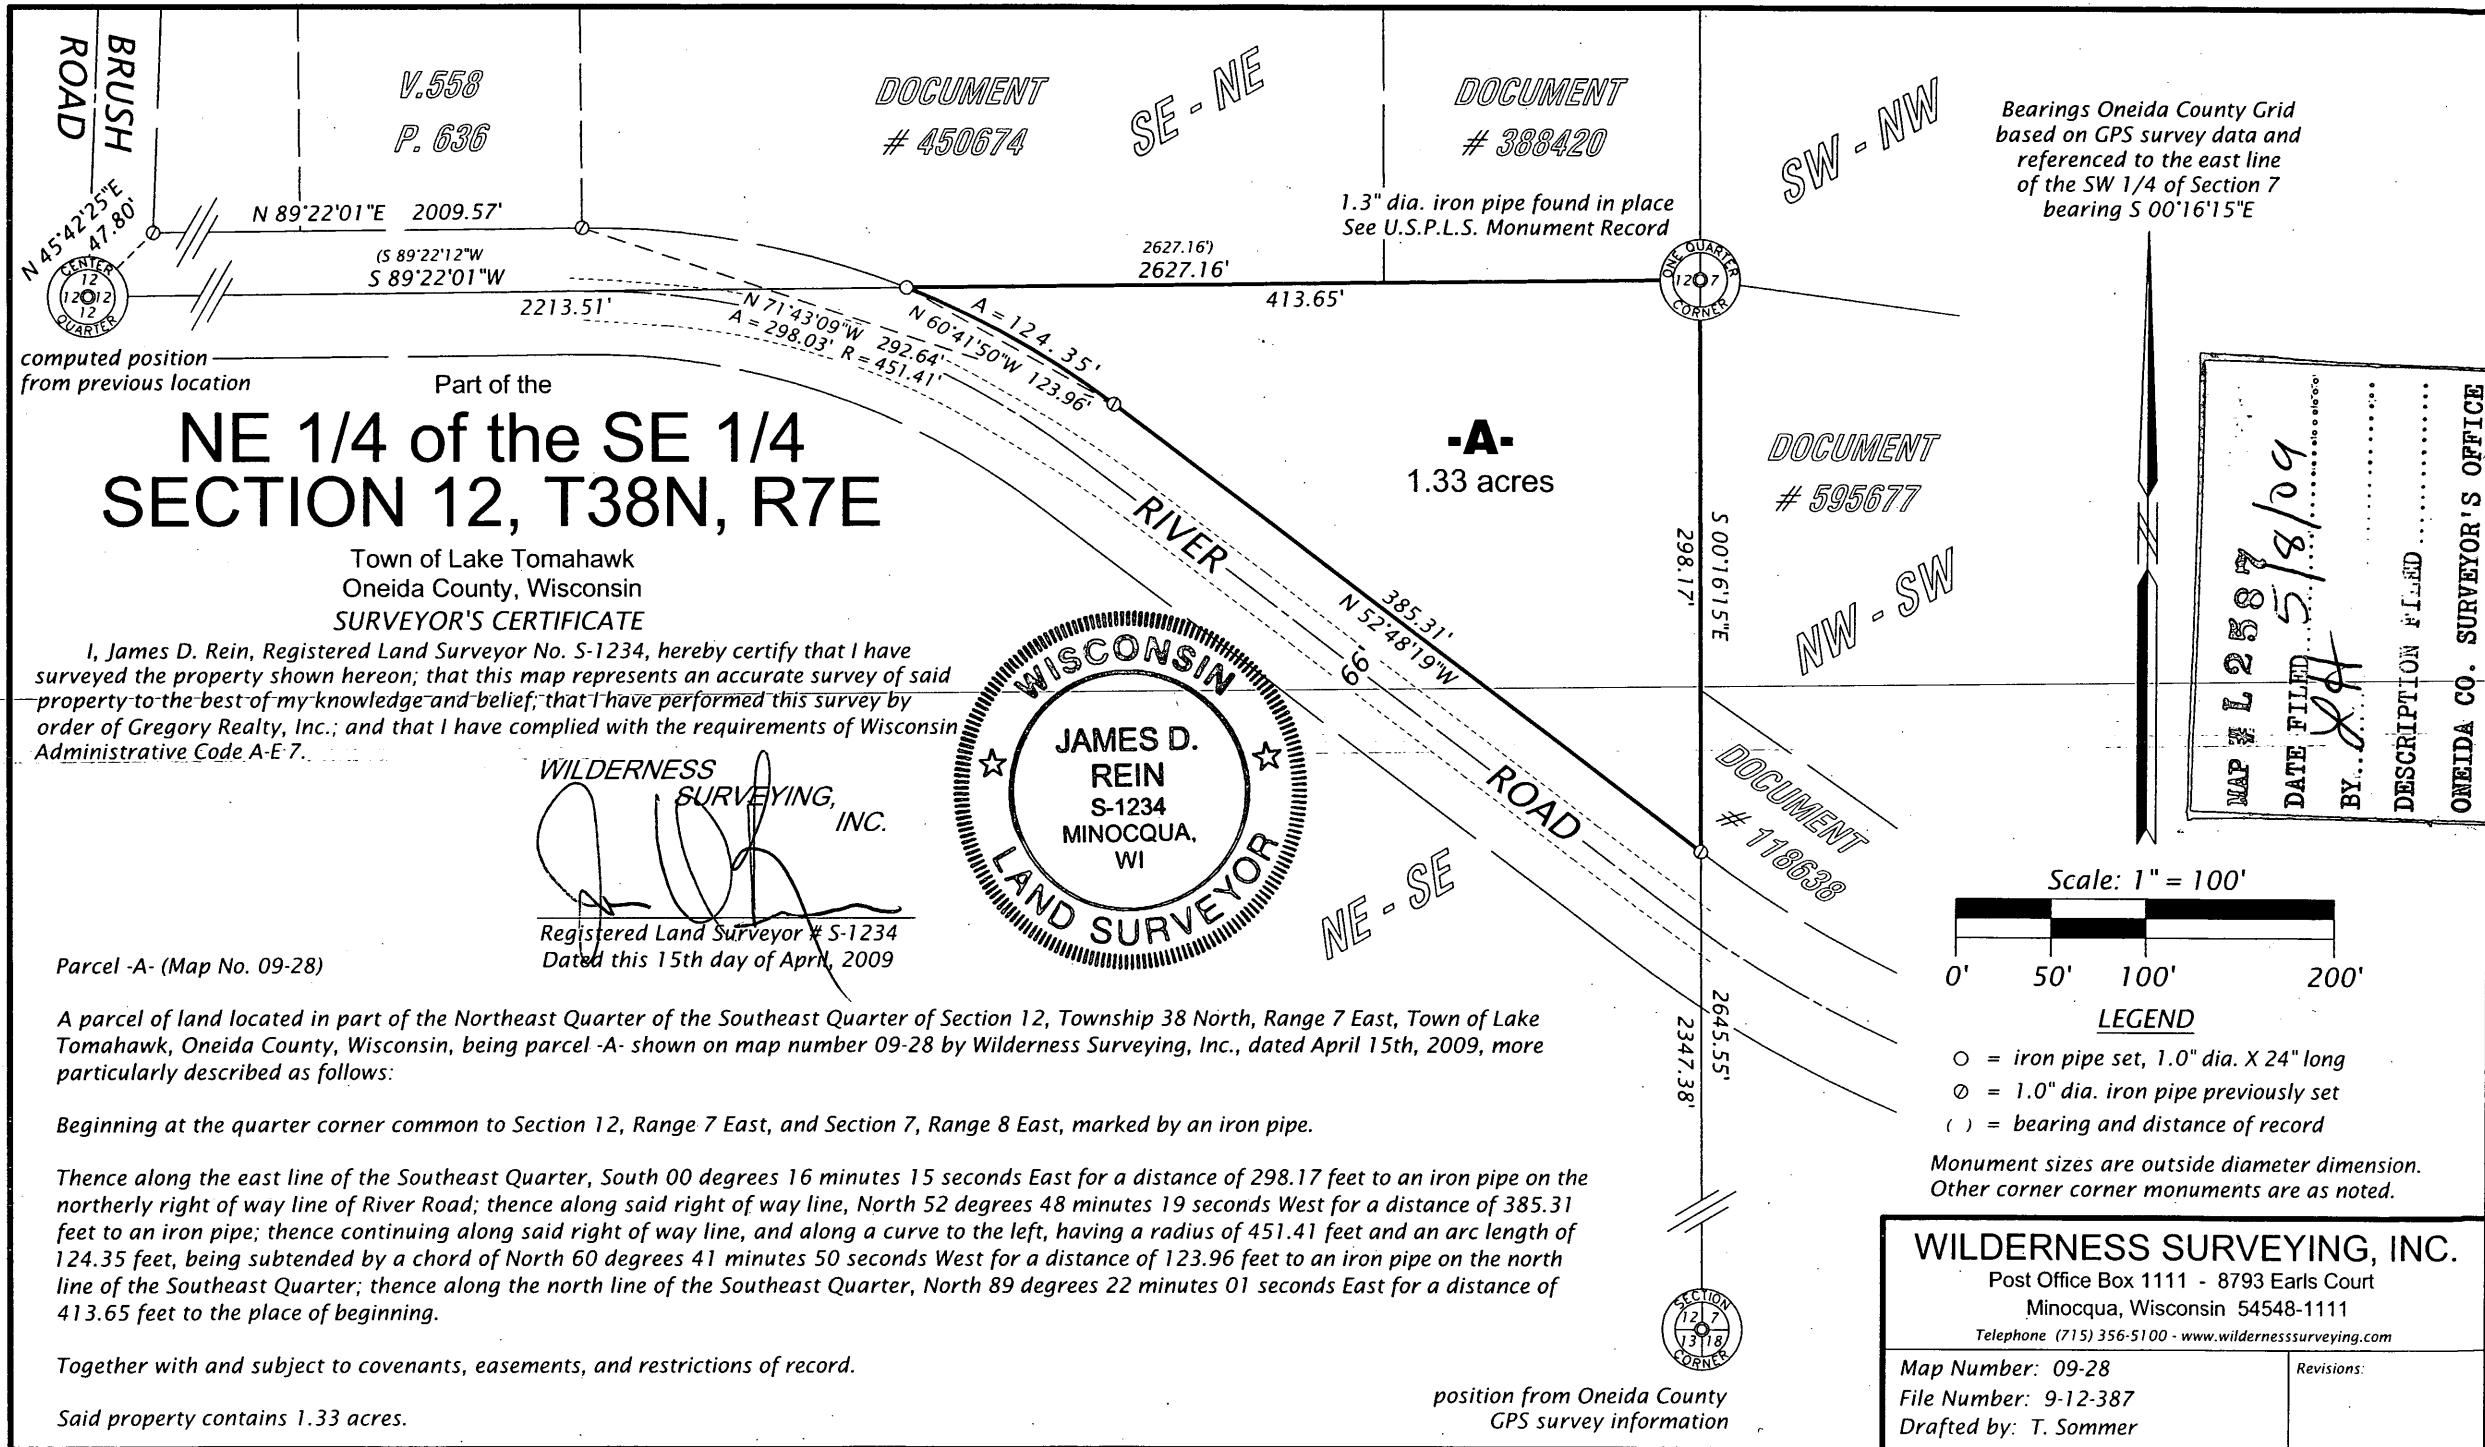 BRUSH
ROAD
V.558
P. 636
DOCUMENT
# 450674
SE - NE
DOCUMENT
# 388420
SW - NW
Bearings Oneida County Grid
based on GPS survey data and
referenced to the east line
of the SW 1/4 of Section 7
bearing S 00°16'15"E
1.3" dia. iron pipe found in place
See U.S.P.L.S. Monument Record
N 45°42'25"E
47.80'
N 89°22'01"E 2009.57'
(S 89°22'12"W 2627.16')
S 89°22'01"W 2627.16'
2213.51'
413.65'
CENTER
12
12 12
12
QUARTER
ONE QUARTER
12 7
CORNER
computed position
from previous location
N 71°43'09"W 292.64'
A = 298.03' R = 451.41'
A = 124.35'
N 60°41'50"W 123.96'
Part of the
NE 1/4 of the SE 1/4
SECTION 12, T38N, R7E
Town of Lake Tomahawk
Oneida County, Wisconsin
-A-
1.33 acres
DOCUMENT
# 595677
S 00°16'15"E
298.17'
NW - SW
RIVER ROAD
385.31'
N 52°48'19"W
66'
MAP # L 2587
DATE FILED 5/8/09
BY
DESCRIPTION FILED
ONEIDA CO. SURVEYOR'S OFFICE
SURVEYOR'S CERTIFICATE
I, James D. Rein, Registered Land Surveyor No. S-1234, hereby certify that I have
surveyed the property shown hereon; that this map represents an accurate survey of said
property to the best of my knowledge and belief; that I have performed this survey by
order of Gregory Realty, Inc.; and that I have complied with the requirements of Wisconsin
Administrative Code A-E 7.
WILDERNESS
SURVEYING,
INC.
Registered Land Surveyor # S-1234
Dated this 15th day of April, 2009
WISCONSIN
JAMES D.
REIN
S-1234
MINOCQUA,
WI
LAND SURVEYOR
DOCUMENT
# 118638
NE - SE
2645.55'
2347.38'
Scale: 1" = 100'
0' 50' 100' 200'
LEGEND
= iron pipe set, 1.0" dia. X 24" long
= 1.0" dia. iron pipe previously set
( ) = bearing and distance of record
Monument sizes are outside diameter dimension.
Other corner corner monuments are as noted.
Parcel -A- (Map No. 09-28)
A parcel of land located in part of the Northeast Quarter of the Southeast Quarter of Section 12, Township 38 North, Range 7 East, Town of Lake
Tomahawk, Oneida County, Wisconsin, being parcel -A- shown on map number 09-28 by Wilderness Surveying, Inc., dated April 15th, 2009, more
particularly described as follows:
Beginning at the quarter corner common to Section 12, Range 7 East, and Section 7, Range 8 East, marked by an iron pipe.
Thence along the east line of the Southeast Quarter, South 00 degrees 16 minutes 15 seconds East for a distance of 298.17 feet to an iron pipe on the
northerly right of way line of River Road; thence along said right of way line, North 52 degrees 48 minutes 19 seconds West for a distance of 385.31
feet to an iron pipe; thence continuing along said right of way line, and along a curve to the left, having a radius of 451.41 feet and an arc length of
124.35 feet, being subtended by a chord of North 60 degrees 41 minutes 50 seconds West for a distance of 123.96 feet to an iron pipe on the north
line of the Southeast Quarter; thence along the north line of the Southeast Quarter, North 89 degrees 22 minutes 01 seconds East for a distance of
413.65 feet to the place of beginning.
Together with and subject to covenants, easements, and restrictions of record.
Said property contains 1.33 acres.
SECTION
12 7
13 18
CORNER
position from Oneida County
GPS survey information
WILDERNESS SURVEYING, INC.
Post Office Box 1111 - 8793 Earls Court
Minocqua, Wisconsin 54548-1111
Telephone (715) 356-5100 - www.wildernesssurveying.com
Map Number: 09-28
File Number: 9-12-387
Drafted by: T. Sommer
Revisions: